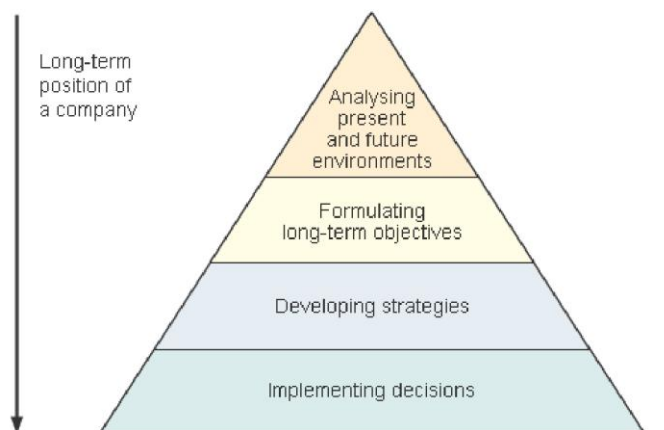 Long-term
position of
a company
Analysing
present
and future
environments
Formulating
long-term objectives
Developing strategies
Implementing decisions